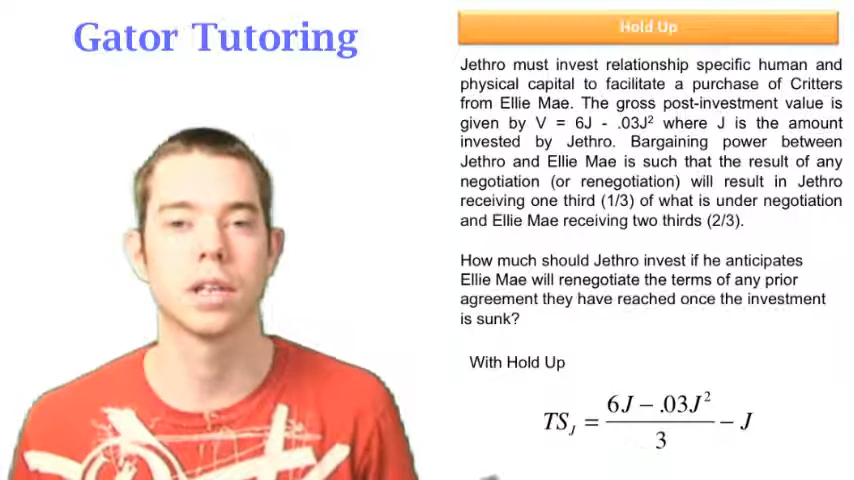 Gator Tutoring
Hold Up
Jethro must invest relationship specific human and
physical capital to facilitate a purchase of Critters
from Ellie Mae. The gross post-investment value is
given by V = 6J - .03J² where J is the amount
invested by Jethro. Bargaining power between
Jethro and Ellie Mae is such that the result of any
negotiation (or renegotiation) will result in Jethro
receiving one third (1/3) of what is under negotiation
and Ellie Mae receiving two thirds (2/3).
How much should Jethro invest if he anticipates
Ellie Mae will renegotiate the terms of any prior
agreement they have reached once the investment
is sunk?
With Hold Up
TS_J = (6J − .03J²)/3 − J